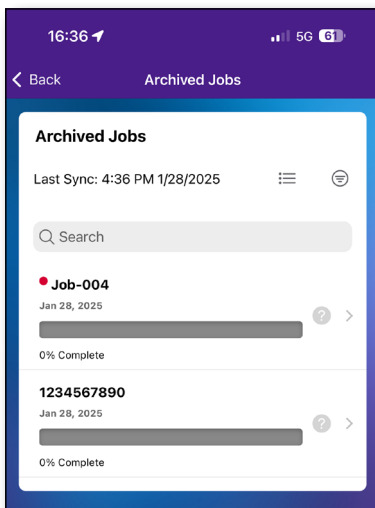 16:36 5G 61
Back Archived Jobs
Archived Jobs
Last Sync: 4:36 PM 1/28/2025
Search
Job-004
Jan 28, 2025
?
0% Complete
1234567890
Jan 28, 2025
?
0% Complete